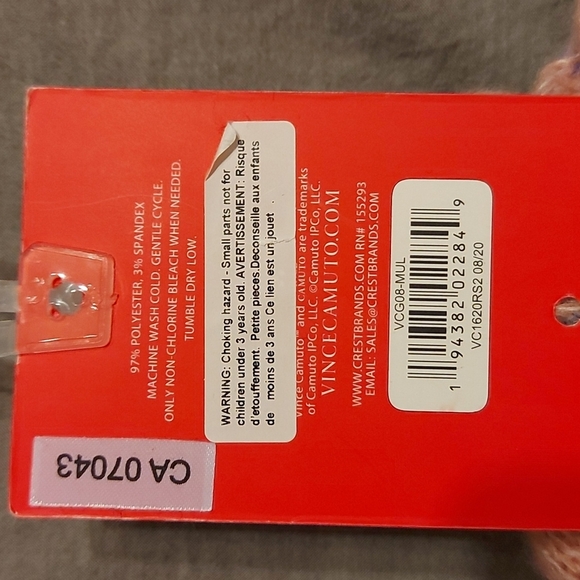 97% POLYESTER, 3% SPANDEX
MACHINE WASH COLD. GENTLE CYCLE.
ONLY NON-CHLORINE BLEACH WHEN NEEDED.
TUMBLE DRY LOW.
WARNING: Choking hazard - Small parts not for
children under 3 years old. AVERTISSEMENT: Risque
d'etouffement. Petite pieces.Deconseille aux enfants
de moins de 3 ans Ce lien est un jouet .
Vince Camuto™ and CAMUTO are trademarks
of Camuto IPCo, LLC. ©Camuto IPCo, LLC.
VINCECAMUTO.COM
WWW.CRESTBRANDS.COM RN# 155293
EMAIL: SALES@CRESTBRANDS.COM
VCG08-MUL
1 94382 02284 9
VC1620RS2 08/20
CA 07043